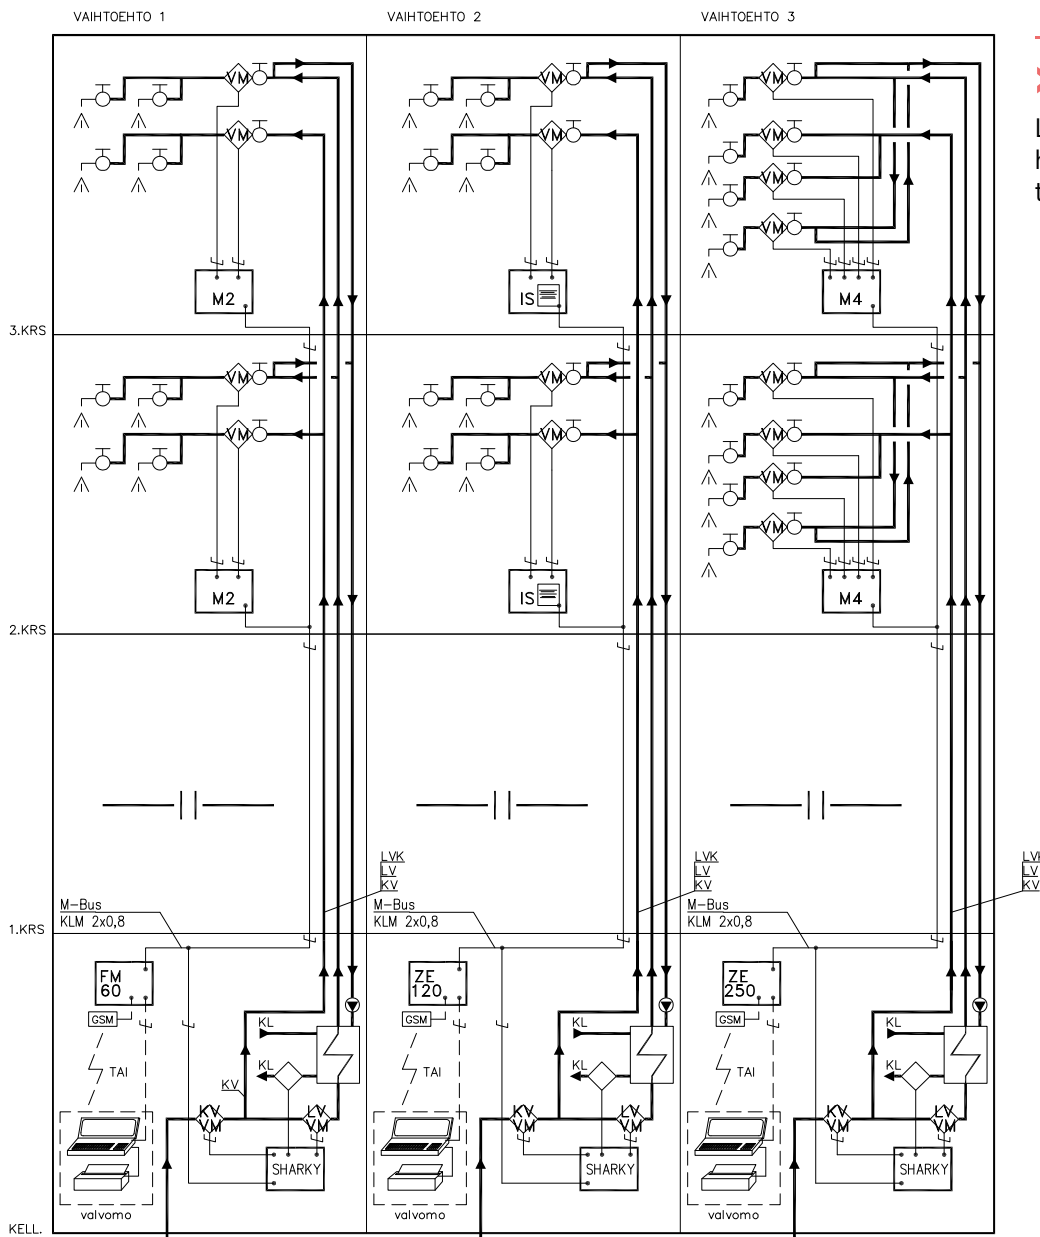 VAIHTOEHTO 1 VAIHTOEHTO 2 VAIHTOEHTO 3
VM VM VM
VM VM VM
VM
VM
M2 IS M4
3.KRS
VM VM VM
VM VM VM
VM
VM
M2 IS M4
2.KRS
LVK LVK
LV LV LV
KV KV KV
M-Bus M-Bus M-Bus
KLM 2x0,8 KLM 2x0,8 KLM 2x0,8
1.KRS
FM 60 ZE 120 ZE 250
GSM GSM GSM
KL KL KL
TAI TAI TAI
KL KL KL
KV
KV VM LV VM KV VM LV VM KV VM LV VM
SHARKY SHARKY SHARKY
valvomo valvomo valvomo
KELL.